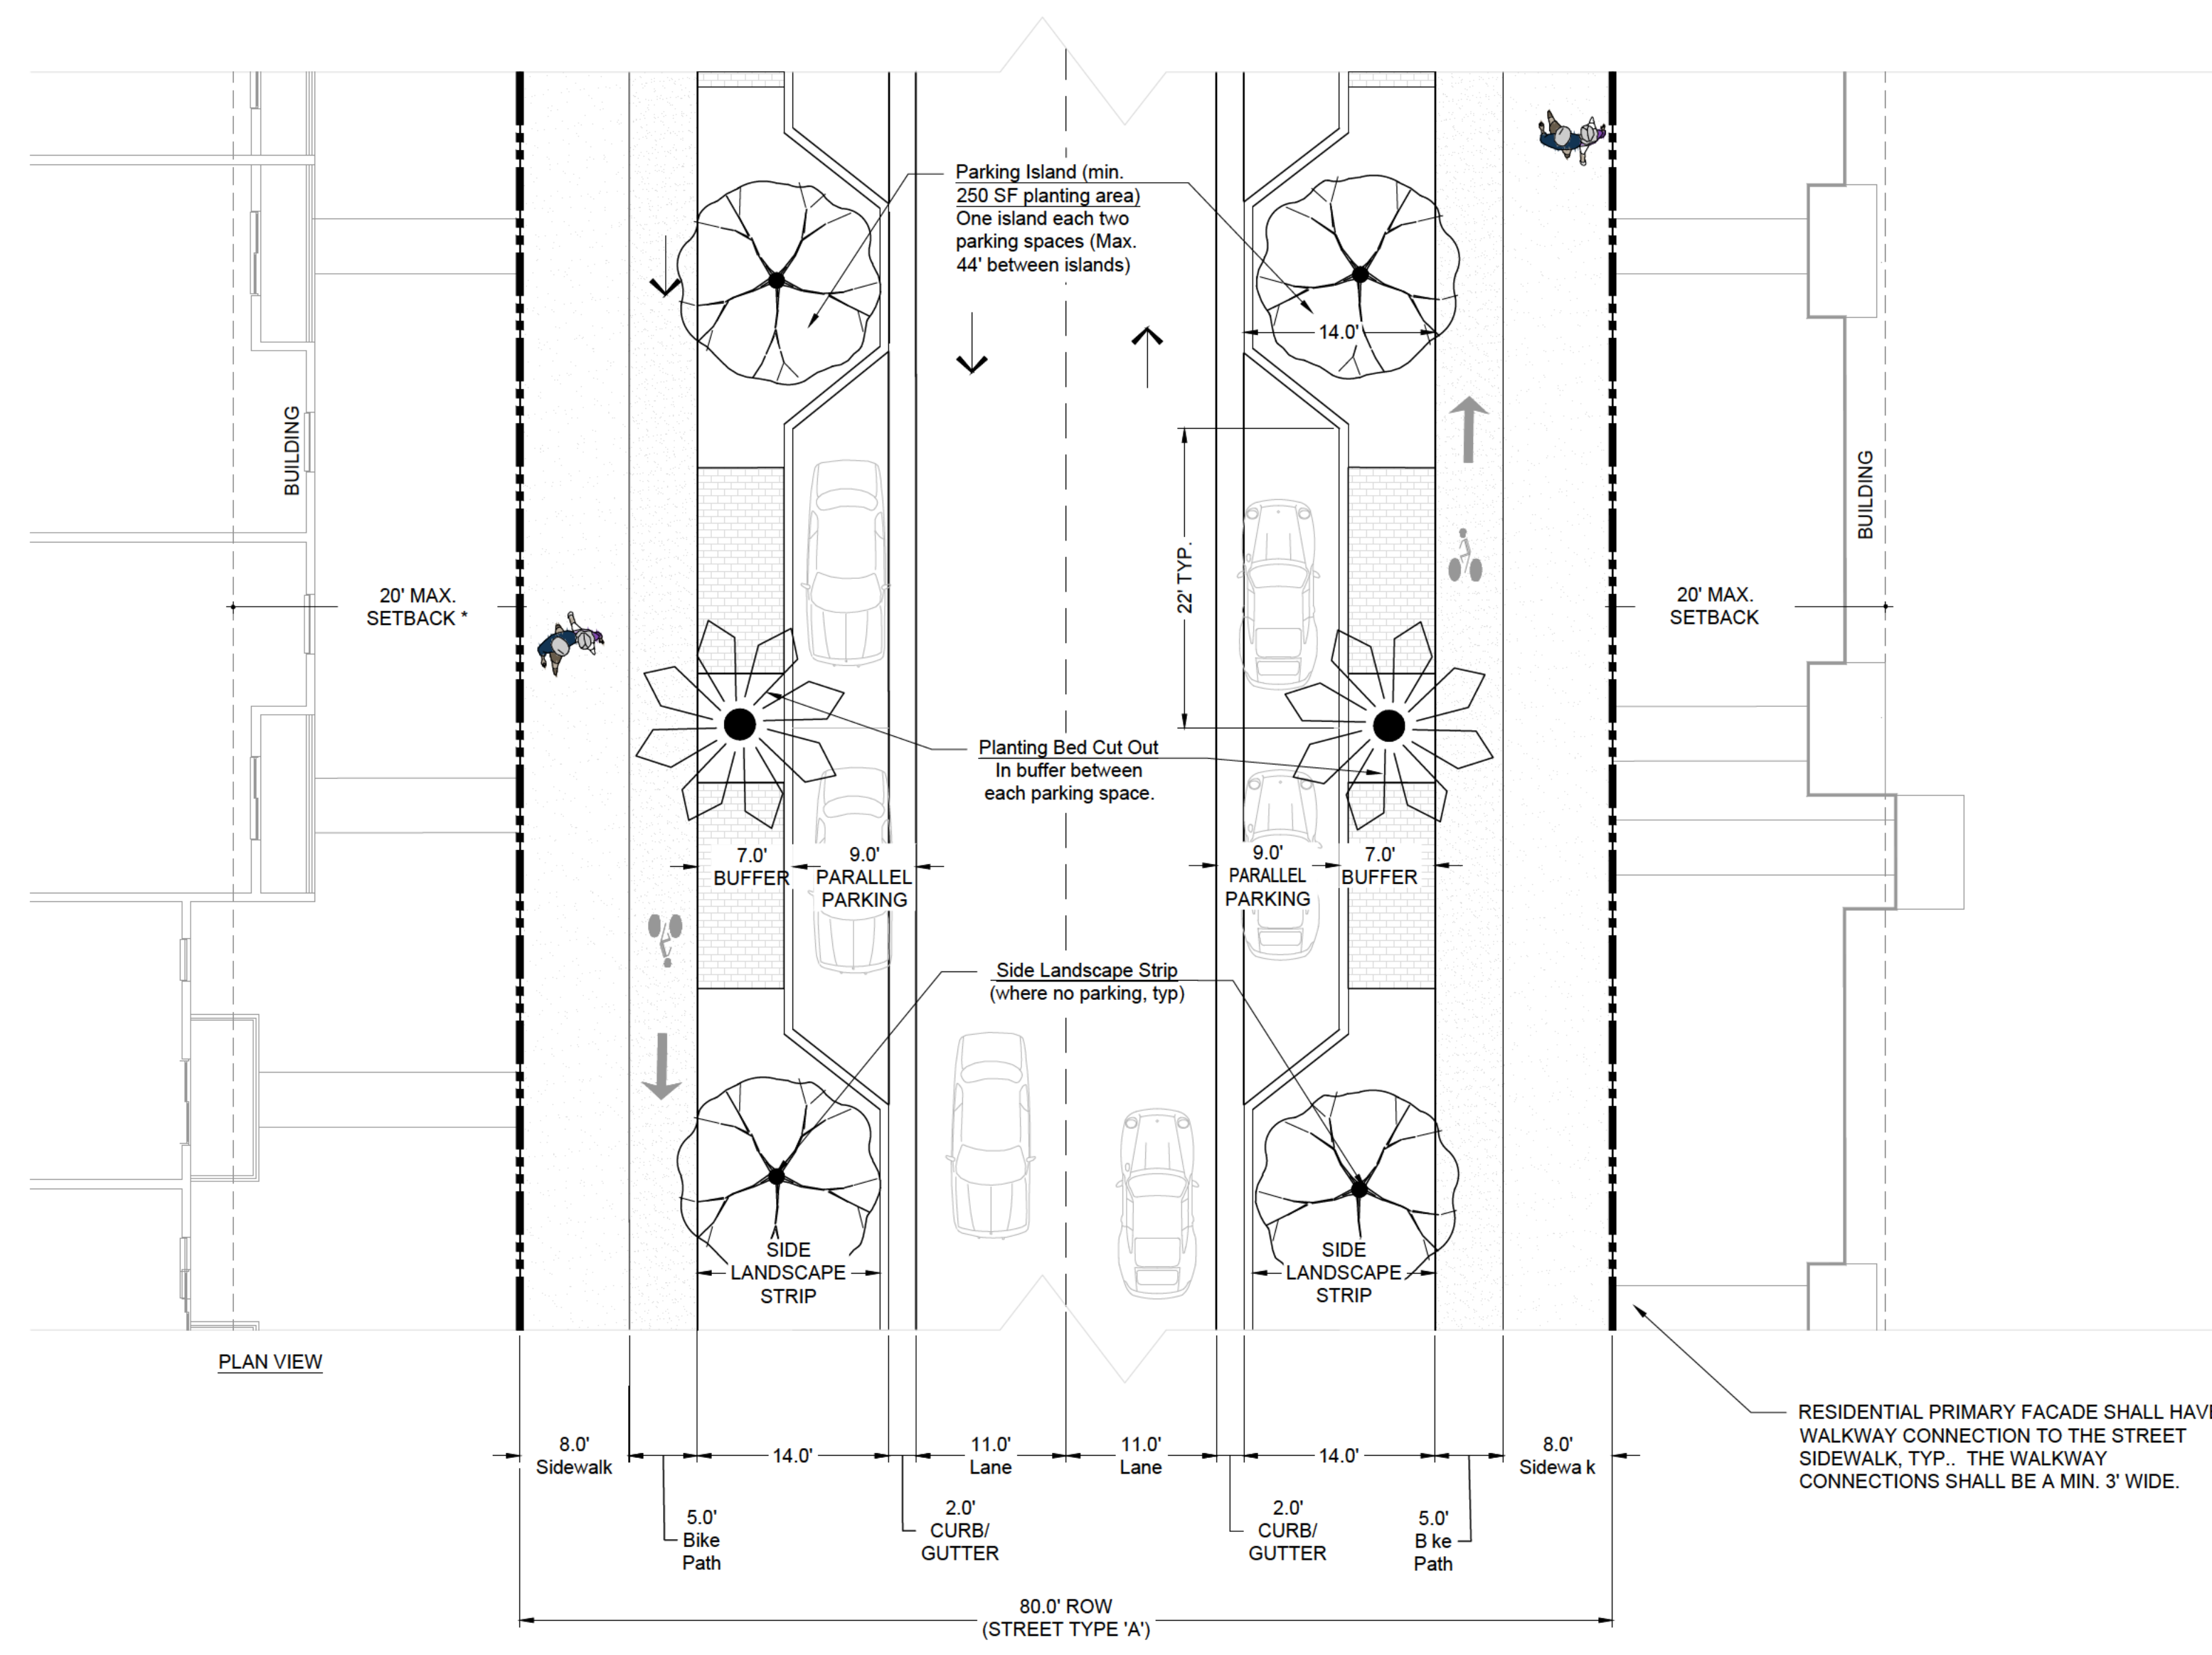 Parking Island (min.
250 SF planting area)
One island each two
parking spaces (Max.
44' between islands)
14.0'
BUILDING
BUILDING
22' TYP.
20' MAX.
SETBACK *
20' MAX.
SETBACK
Planting Bed Cut Out
In buffer between
each parking space.
7.0'
BUFFER
9.0'
PARALLEL
PARKING
9.0'
PARALLEL
PARKING
7.0'
BUFFER
Side Landscape Strip
(where no parking, typ)
SIDE
LANDSCAPE
STRIP
SIDE
LANDSCAPE
STRIP
PLAN VIEW
RESIDENTIAL PRIMARY FACADE SHALL HAV
WALKWAY CONNECTION TO THE STREET
SIDEWALK, TYP.. THE WALKWAY
CONNECTIONS SHALL BE A MIN. 3' WIDE.
8.0'
Sidewalk
14.0'
11.0'
Lane
11.0'
Lane
14.0'
8.0'
Sidewa k
5.0'
Bike
Path
2.0'
CURB/
GUTTER
2.0'
CURB/
GUTTER
5.0'
B ke
Path
80.0' ROW
(STREET TYPE 'A')